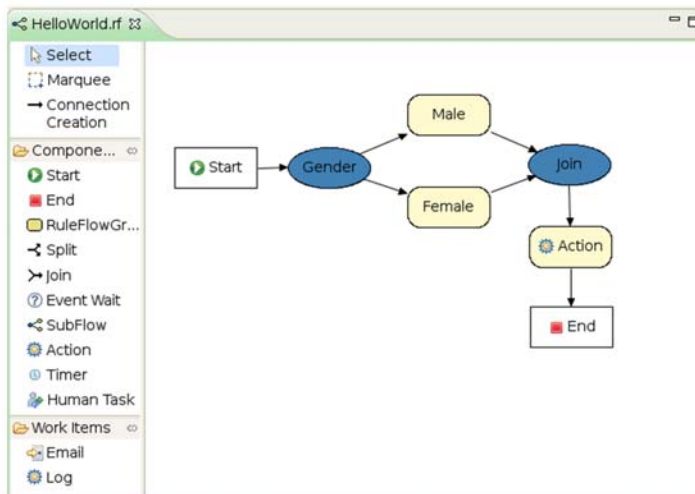 HelloWorld.rf
Select
Marquee
Connection
Creation
Compone...
Start
End
RuleFlowGr...
Split
Join
Event Wait
SubFlow
Action
Timer
Human Task
Work Items
Email
Log
Start
Gender
Male
Female
Join
Action
End